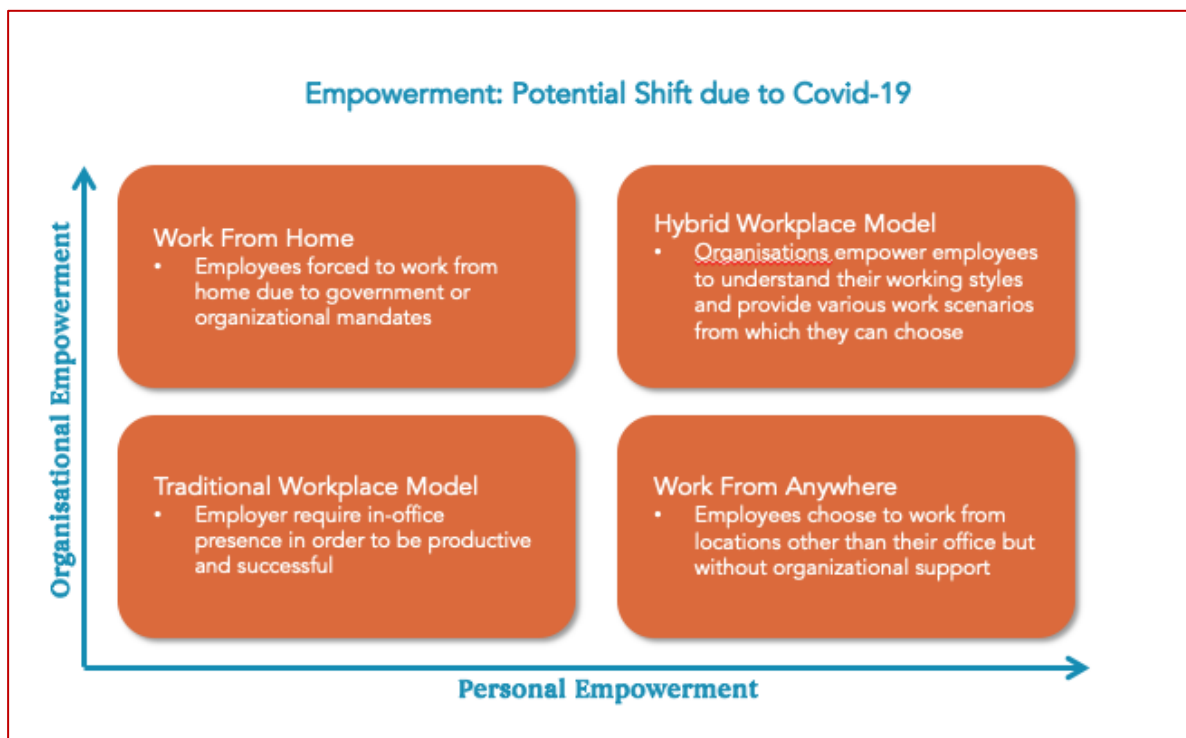 Empowerment: Potential Shift due to Covid-19
Organisational Empowerment
Work From Home
• Employees forced to work from
home due to government or
organizational mandates
Hybrid Workplace Model
• Organisations empower employees
to understand their working styles
and provide various work scenarios
from which they can choose
Traditional Workplace Model
• Employer require in-office
presence in order to be productive
and successful
Work From Anywhere
• Employees choose to work from
locations other than their office but
without organizational support
Personal Empowerment